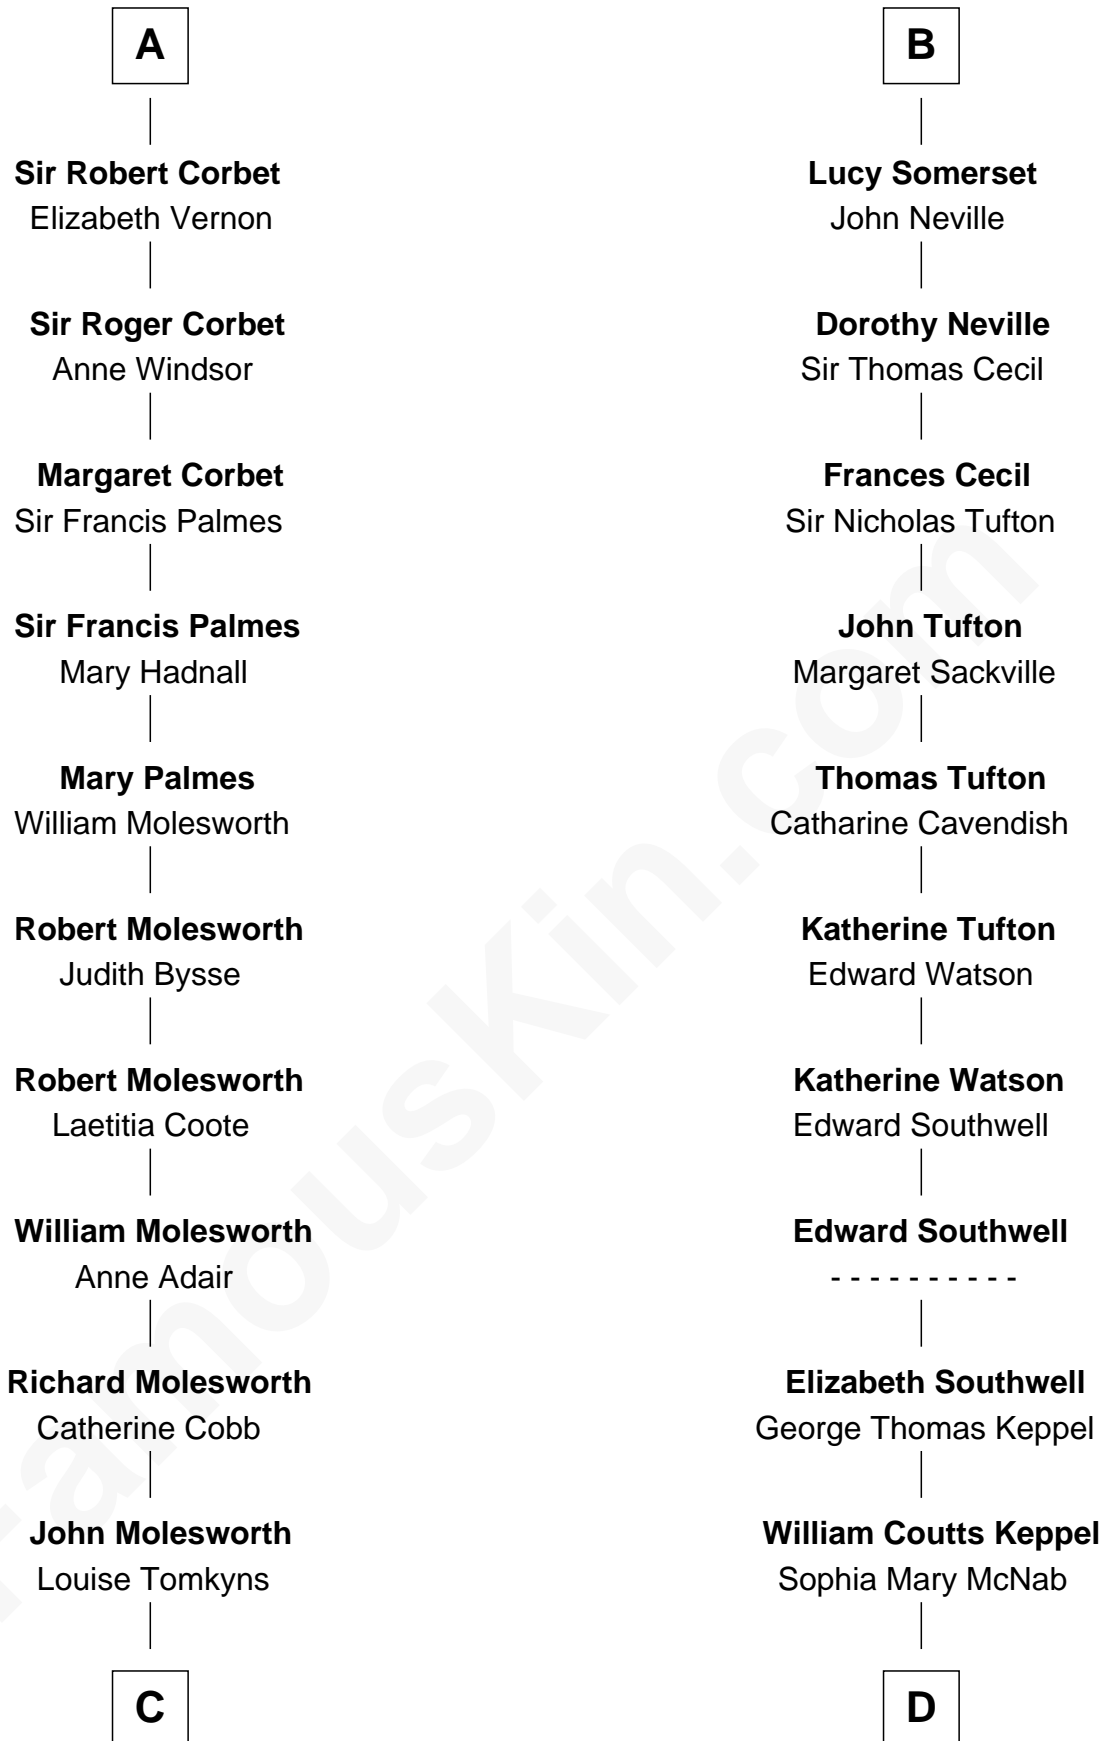 A
Sir Robert Corbet
Elizabeth Vernon
Sir Roger Corbet
Anne Windsor
Margaret Corbet
Sir Francis Palmes
Sir Francis Palmes
Mary Hadnall
Mary Palmes
William Molesworth
Robert Molesworth
Judith Bysse
Robert Molesworth
Laetitia Coote
William Molesworth
Anne Adair
Richard Molesworth
Catherine Cobb
John Molesworth
Louise Tomkyns
C
B
Lucy Somerset
John Neville
Dorothy Neville
Sir Thomas Cecil
Frances Cecil
Sir Nicholas Tufton
John Tufton
Margaret Sackville
Thomas Tufton
Catharine Cavendish
Katherine Tufton
Edward Watson
Katherine Watson
Edward Southwell
Edward Southwell
- - - - - - - - - -
Elizabeth Southwell
George Thomas Keppel
William Coutts Keppel
Sophia Mary McNab
D
FamousKin.com